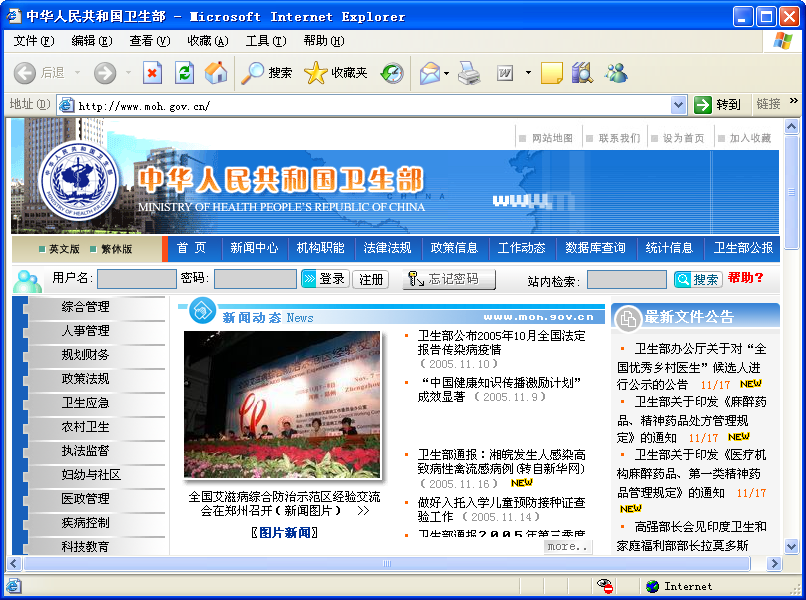 中华人民共和国卫生部 - Microsoft Internet Explorer
文件(F) 编辑(E) 查看(V) 收藏(A) 工具(T) 帮助(H)
后退 搜索 收藏夹
地址(D) http://www.moh.gov.cn/ 转到 链接 »
网站地图 联系我们 设为首页 加入收藏
中华人民共和国卫生部
MINISTRY OF HEALTH PEOPLE'S REPUBLIC OF CHINA
CHINA
www
英文版 繁休版 首 页 新闻中心 机构职能 法律法规 政策信息 工作动态 数据库查询 统计信息 卫生部公报
用户名: 密码: 登录 注册 忘记密码 站内检索: 搜索 帮助?
综合管理
人事管理
规划财务
政策法规
卫生应急
农村卫生
执法监督
妇幼与社区
医政管理
疾病控制
科技教育
新闻动态 News www.moh.gov.cn
全国艾滋病综合防治示范区经验交流
会在郑州召开(新闻图片) >>
【图片新闻】
卫生部公布2005年10月全国法定
报告传染病疫情
(2005.11.10)
“中国健康知识传播激励计划”
成效显著 (2005.11.9)
卫生部通报:湘皖发生人感染高
致病性禽流感病例(转自新华网)
(2005.11.16) NEW
做好入托入学儿童预防接种证查
验工作 (2005.11.14)
卫生部通报2005年第三季度
more..
最新文件公告
卫生部办公厅关于对“全
国优秀乡村医生”候选人进
行公示的公告 11/17 NEW
卫生部关于印发《麻醉药
品、精神药品处方管理规
定》的通知 11/17 NEW
卫生部关于印发《医疗机
构麻醉药品、第一类精神药
品管理规定》的通知 11/17
NEW
高强部长会见印度卫生和
家庭福利部部长拉莫多斯
Internet